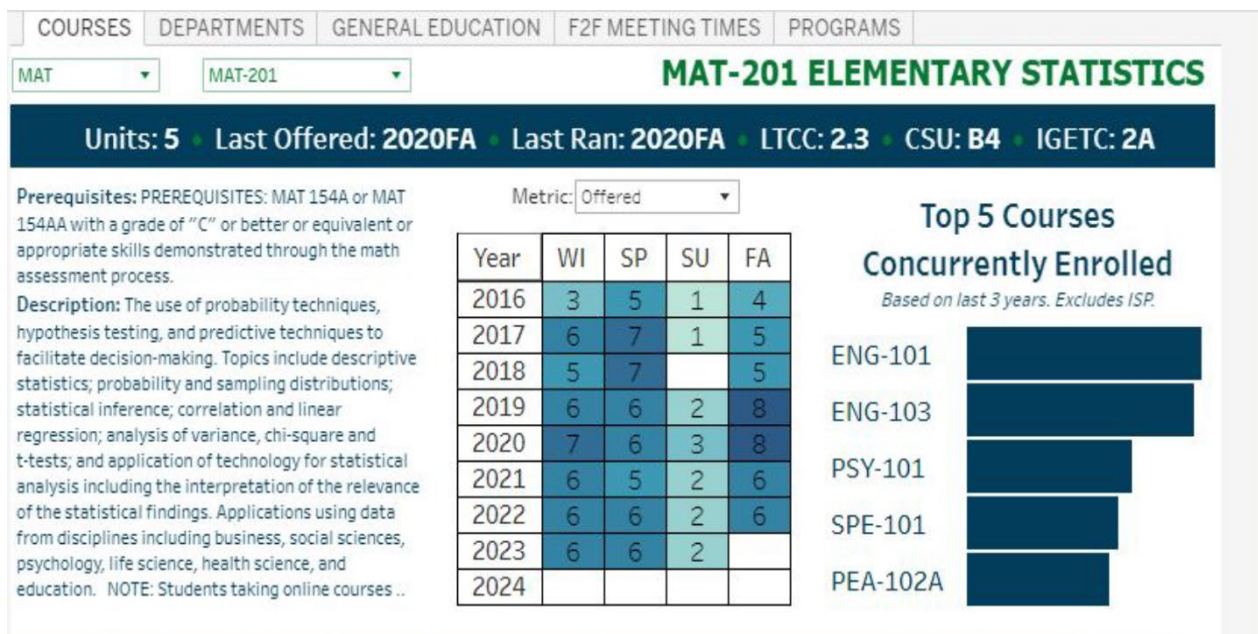 COURSES DEPARTMENTS GENERAL EDUCATION F2F MEETING TIMES PROGRAMS
MAT MAT-201 MAT-201 ELEMENTARY STATISTICS
Units: 5 • Last Offered: 2020FA • Last Ran: 2020FA • LTCC: 2.3 • CSU: B4 • IGETC: 2A
Prerequisites: PREREQUISITES: MAT 154A or MAT
154AA with a grade of "C" or better or equivalent or
appropriate skills demonstrated through the math
assessment process.
Description: The use of probability techniques,
hypothesis testing, and predictive techniques to
facilitate decision-making. Topics include descriptive
statistics; probability and sampling distributions;
statistical inference; correlation and linear
regression; analysis of variance, chi-square and
t-tests; and application of technology for statistical
analysis including the interpretation of the relevance
of the statistical findings. Applications using data
from disciplines including business, social sciences,
psychology, life science, health science, and
education. NOTE: Students taking online courses ..
Metric: Offered
Year WI SP SU FA
2016 3 5 1 4
2017 6 7 1 5
2018 5 7 5
2019 6 6 2 8
2020 7 6 3 8
2021 6 5 2 6
2022 6 6 2 6
2023 6 6 2
2024
Top 5 Courses
Concurrently Enrolled
Based on last 3 years. Excludes ISP.
ENG-101
ENG-103
PSY-101
SPE-101
PEA-102A